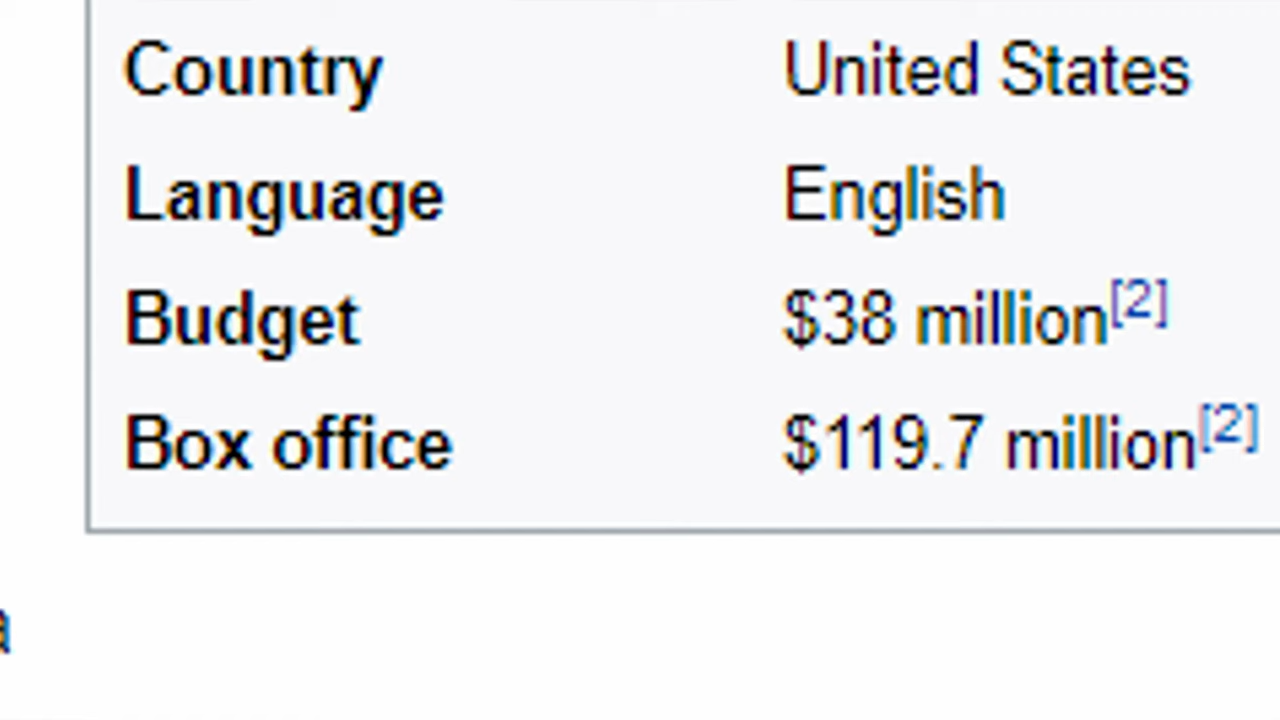 Country United States
Language English
Budget $38 million[2]
Box office $119.7 million[2]
a